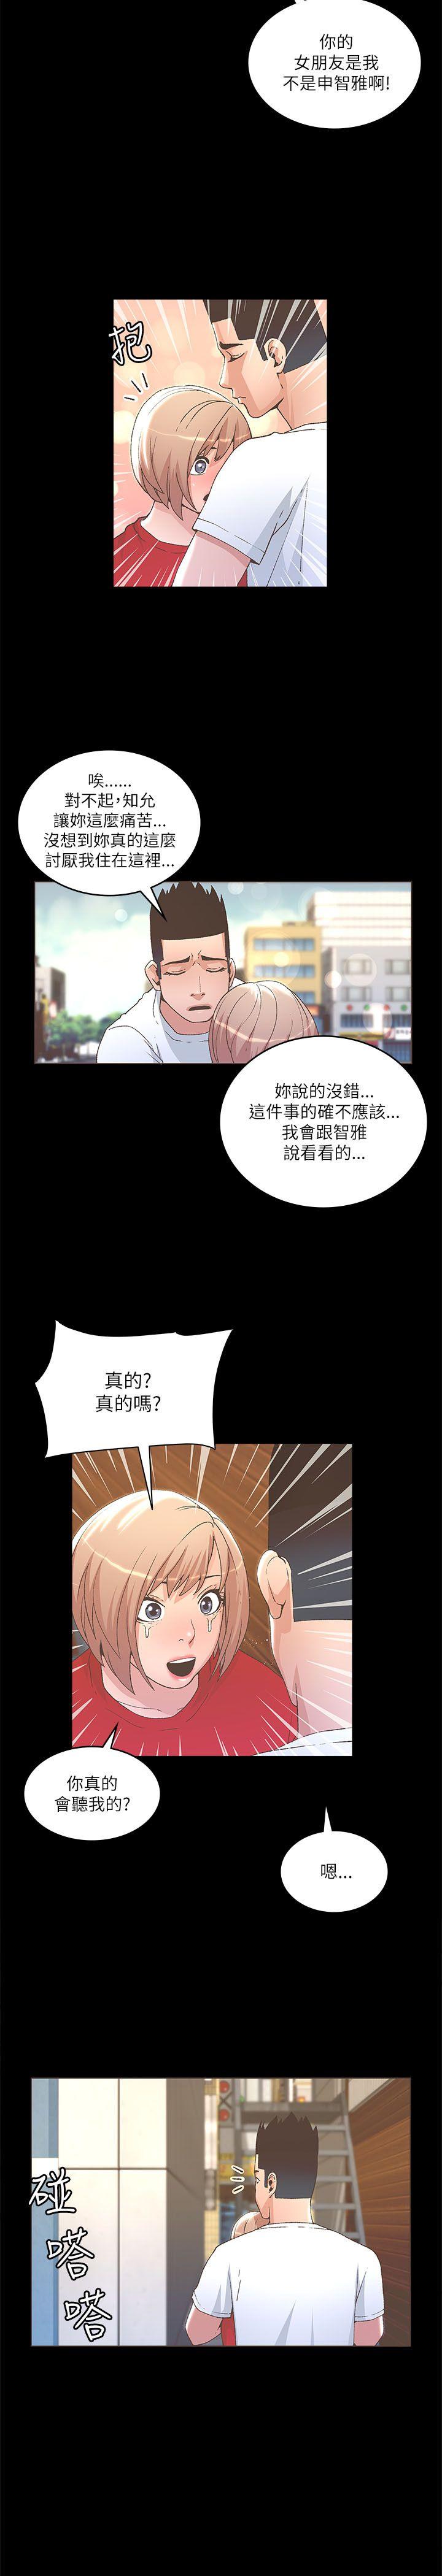 你的
女朋友是我
不是申智雅啊!
抱
唉......
對不起,知允
讓妳這麼痛苦...
沒想到妳真的這麼
討厭我住在這裡...
妳說的沒錯...
這件事的確不應該...
我會跟智雅
說看看的...
真的?
真的嗎?
你真的
會聽我的?
嗯...
碰
嗒
嗒